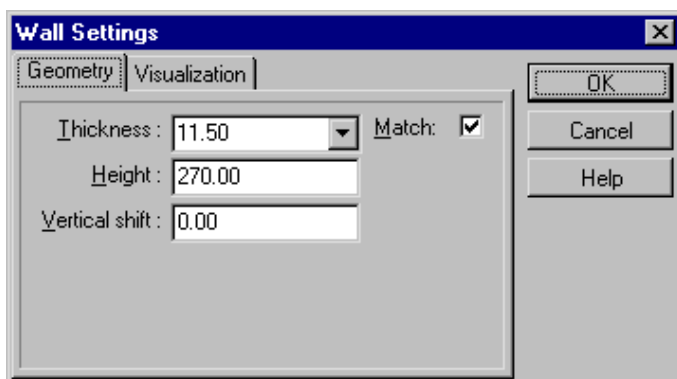 Wall Settings
Geometry Visualization
OK
Thickness : 11.50 Match:
Cancel
Height : 270.00
Help
Vertical shift : 0.00